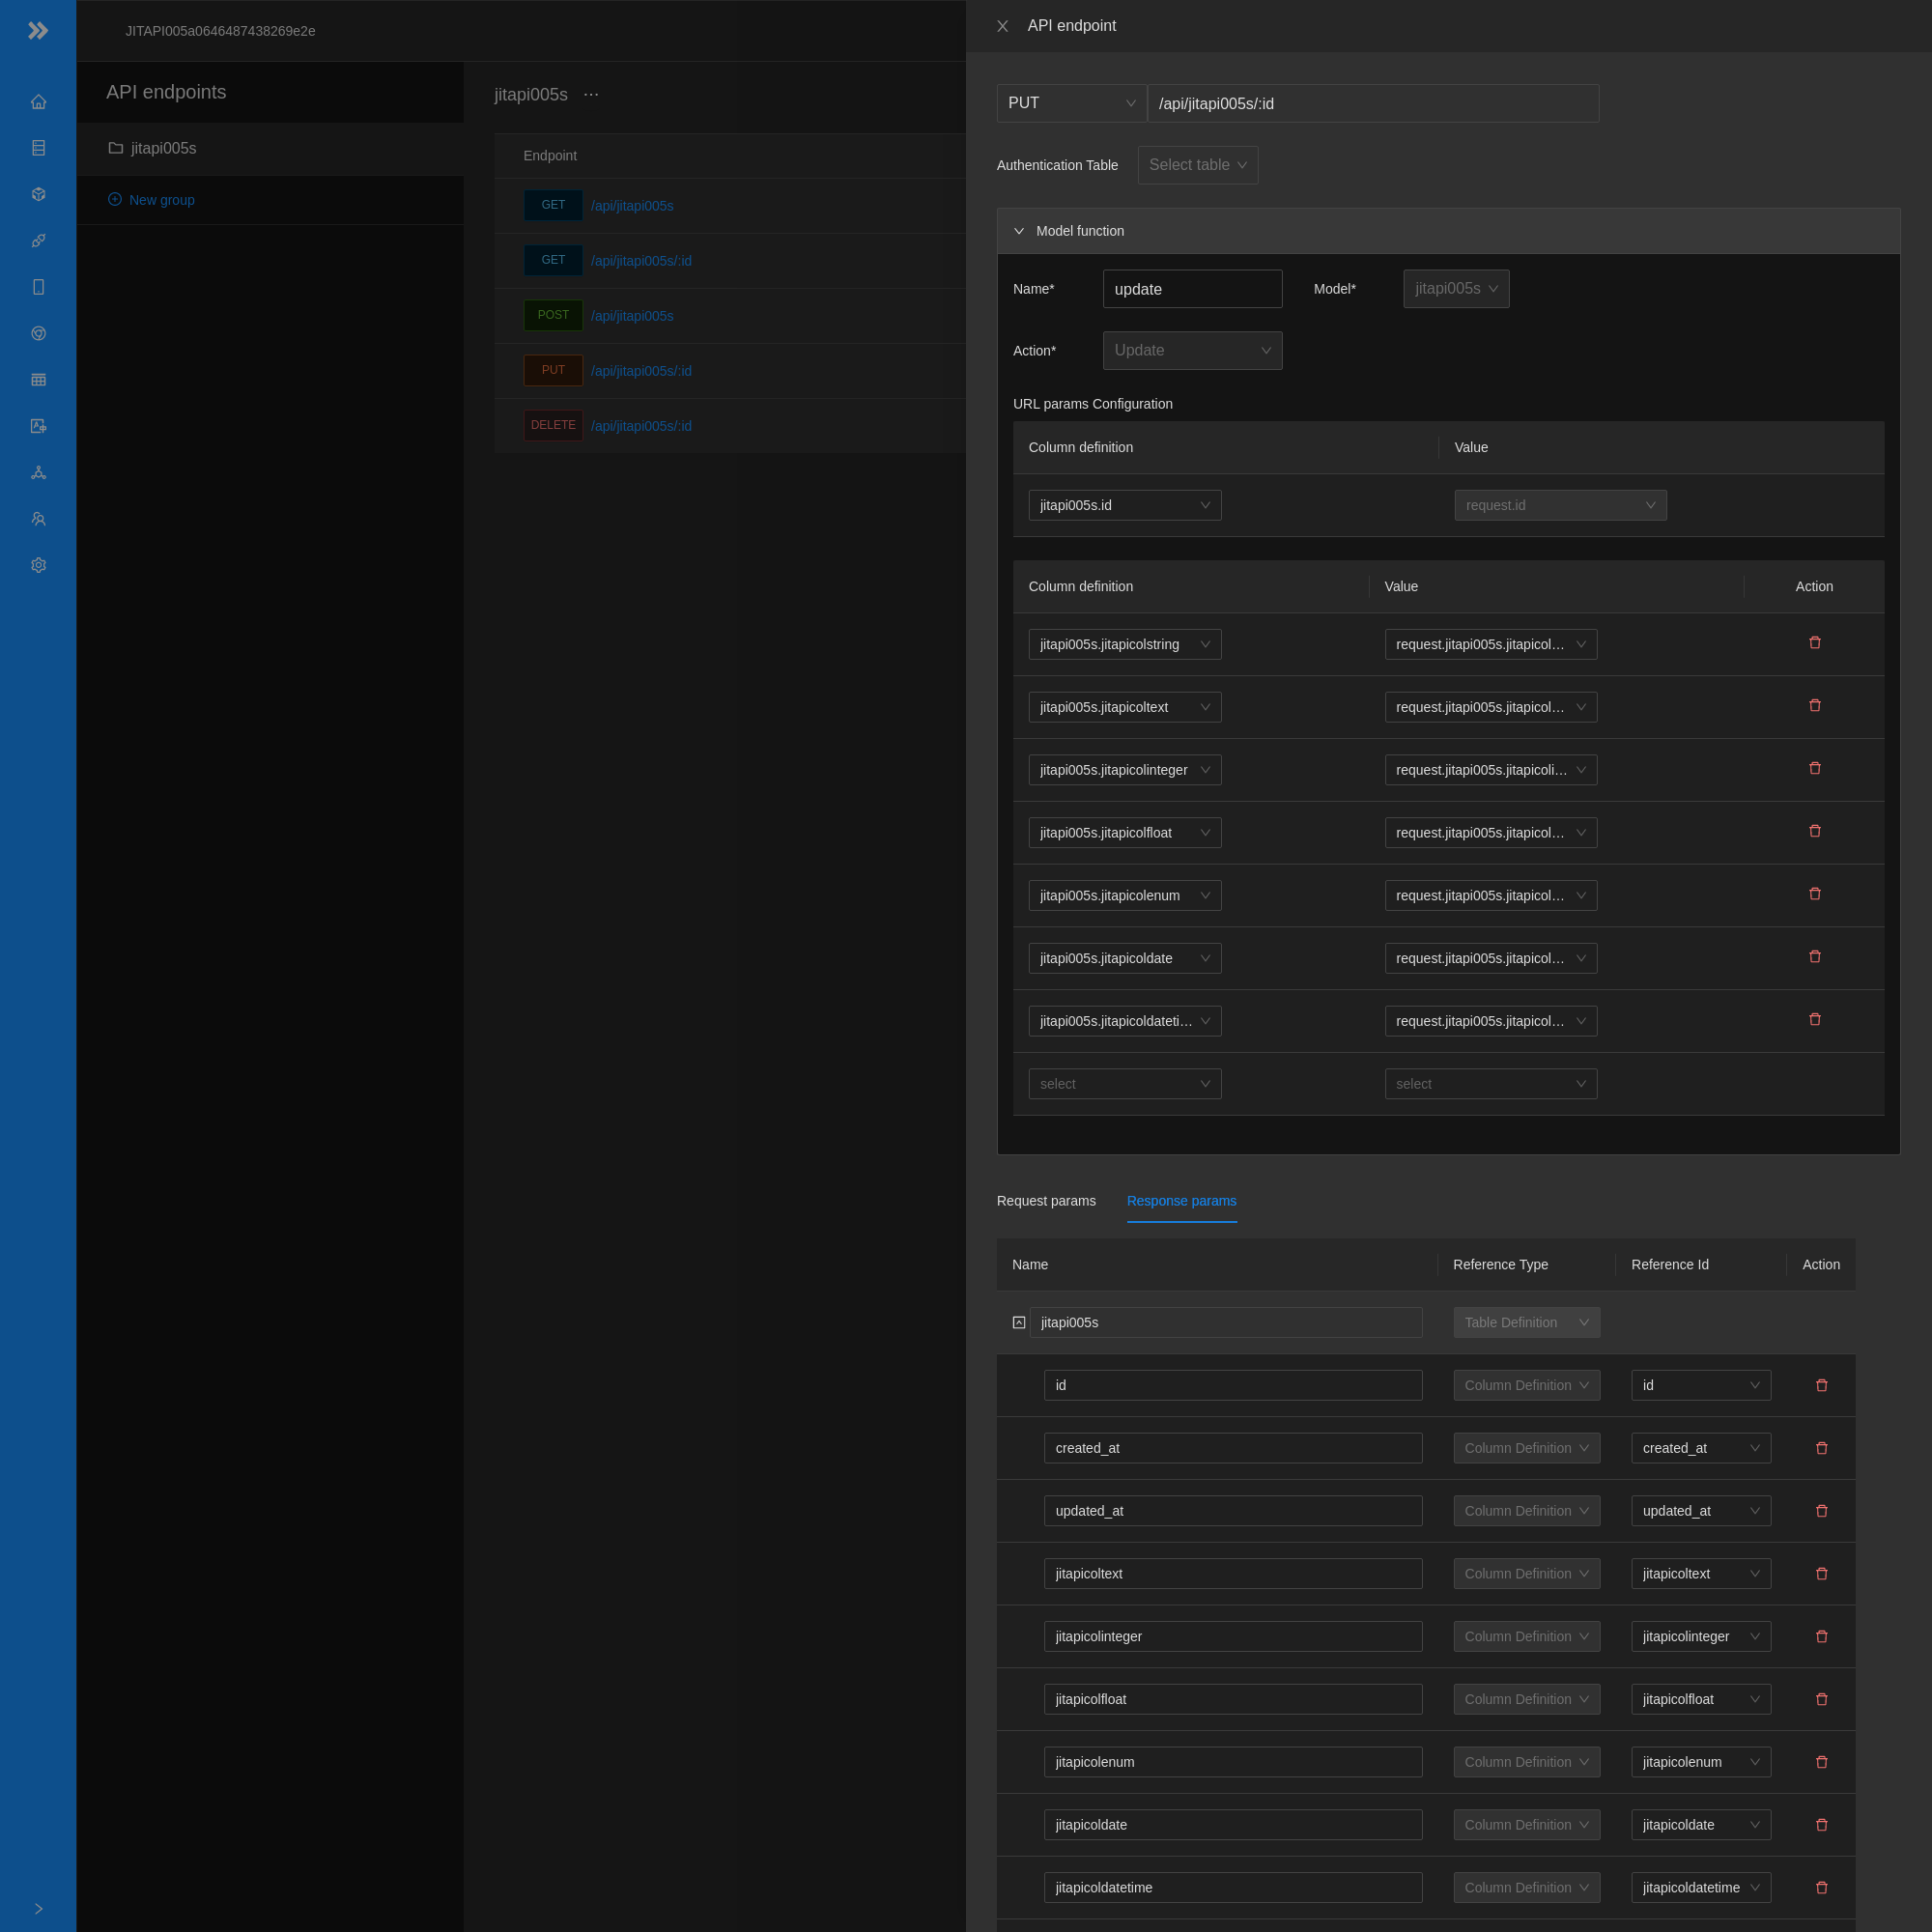 JITAPI005a0646487438269e2e
API endpoints
jitapi005s
New group
jitapi005s ···
Endpoint
GET /api/jitapi005s
GET /api/jitapi005s/:id
POST /api/jitapi005s
PUT /api/jitapi005s/:id
DELETE /api/jitapi005s/:id
API endpoint
PUT /api/jitapi005s/:id
Authentication Table Select table
Model function
Name* update Model* jitapi005s
Action* Update
URL params Configuration
Column definition Value
jitapi005s.id request.id
Column definition Value Action
jitapi005s.jitapicolstring request.jitapi005s.jitapicol…
jitapi005s.jitapicoltext request.jitapi005s.jitapicol…
jitapi005s.jitapicolinteger request.jitapi005s.jitapicoli…
jitapi005s.jitapicolfloat request.jitapi005s.jitapicol…
jitapi005s.jitapicolenum request.jitapi005s.jitapicol…
jitapi005s.jitapicoldate request.jitapi005s.jitapicol…
jitapi005s.jitapicoldateti… request.jitapi005s.jitapicol…
select select
Request params Response params
Name Reference Type Reference Id Action
jitapi005s Table Definition
id Column Definition id
created_at Column Definition created_at
updated_at Column Definition updated_at
jitapicoltext Column Definition jitapicoltext
jitapicolinteger Column Definition jitapicolinteger
jitapicolfloat Column Definition jitapicolfloat
jitapicolenum Column Definition jitapicolenum
jitapicoldate Column Definition jitapicoldate
jitapicoldatetime Column Definition jitapicoldatetime